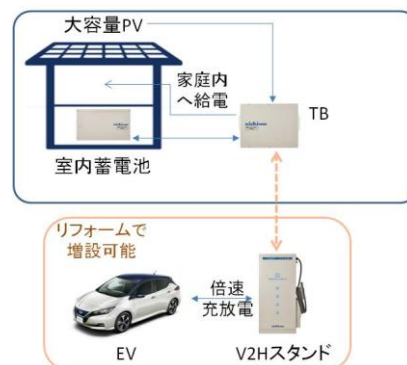 大容量PV
家庭内
へ給電
TB
室内蓄電池
リフォームで
増設可能
倍速
充放電
EV
V2Hスタンド